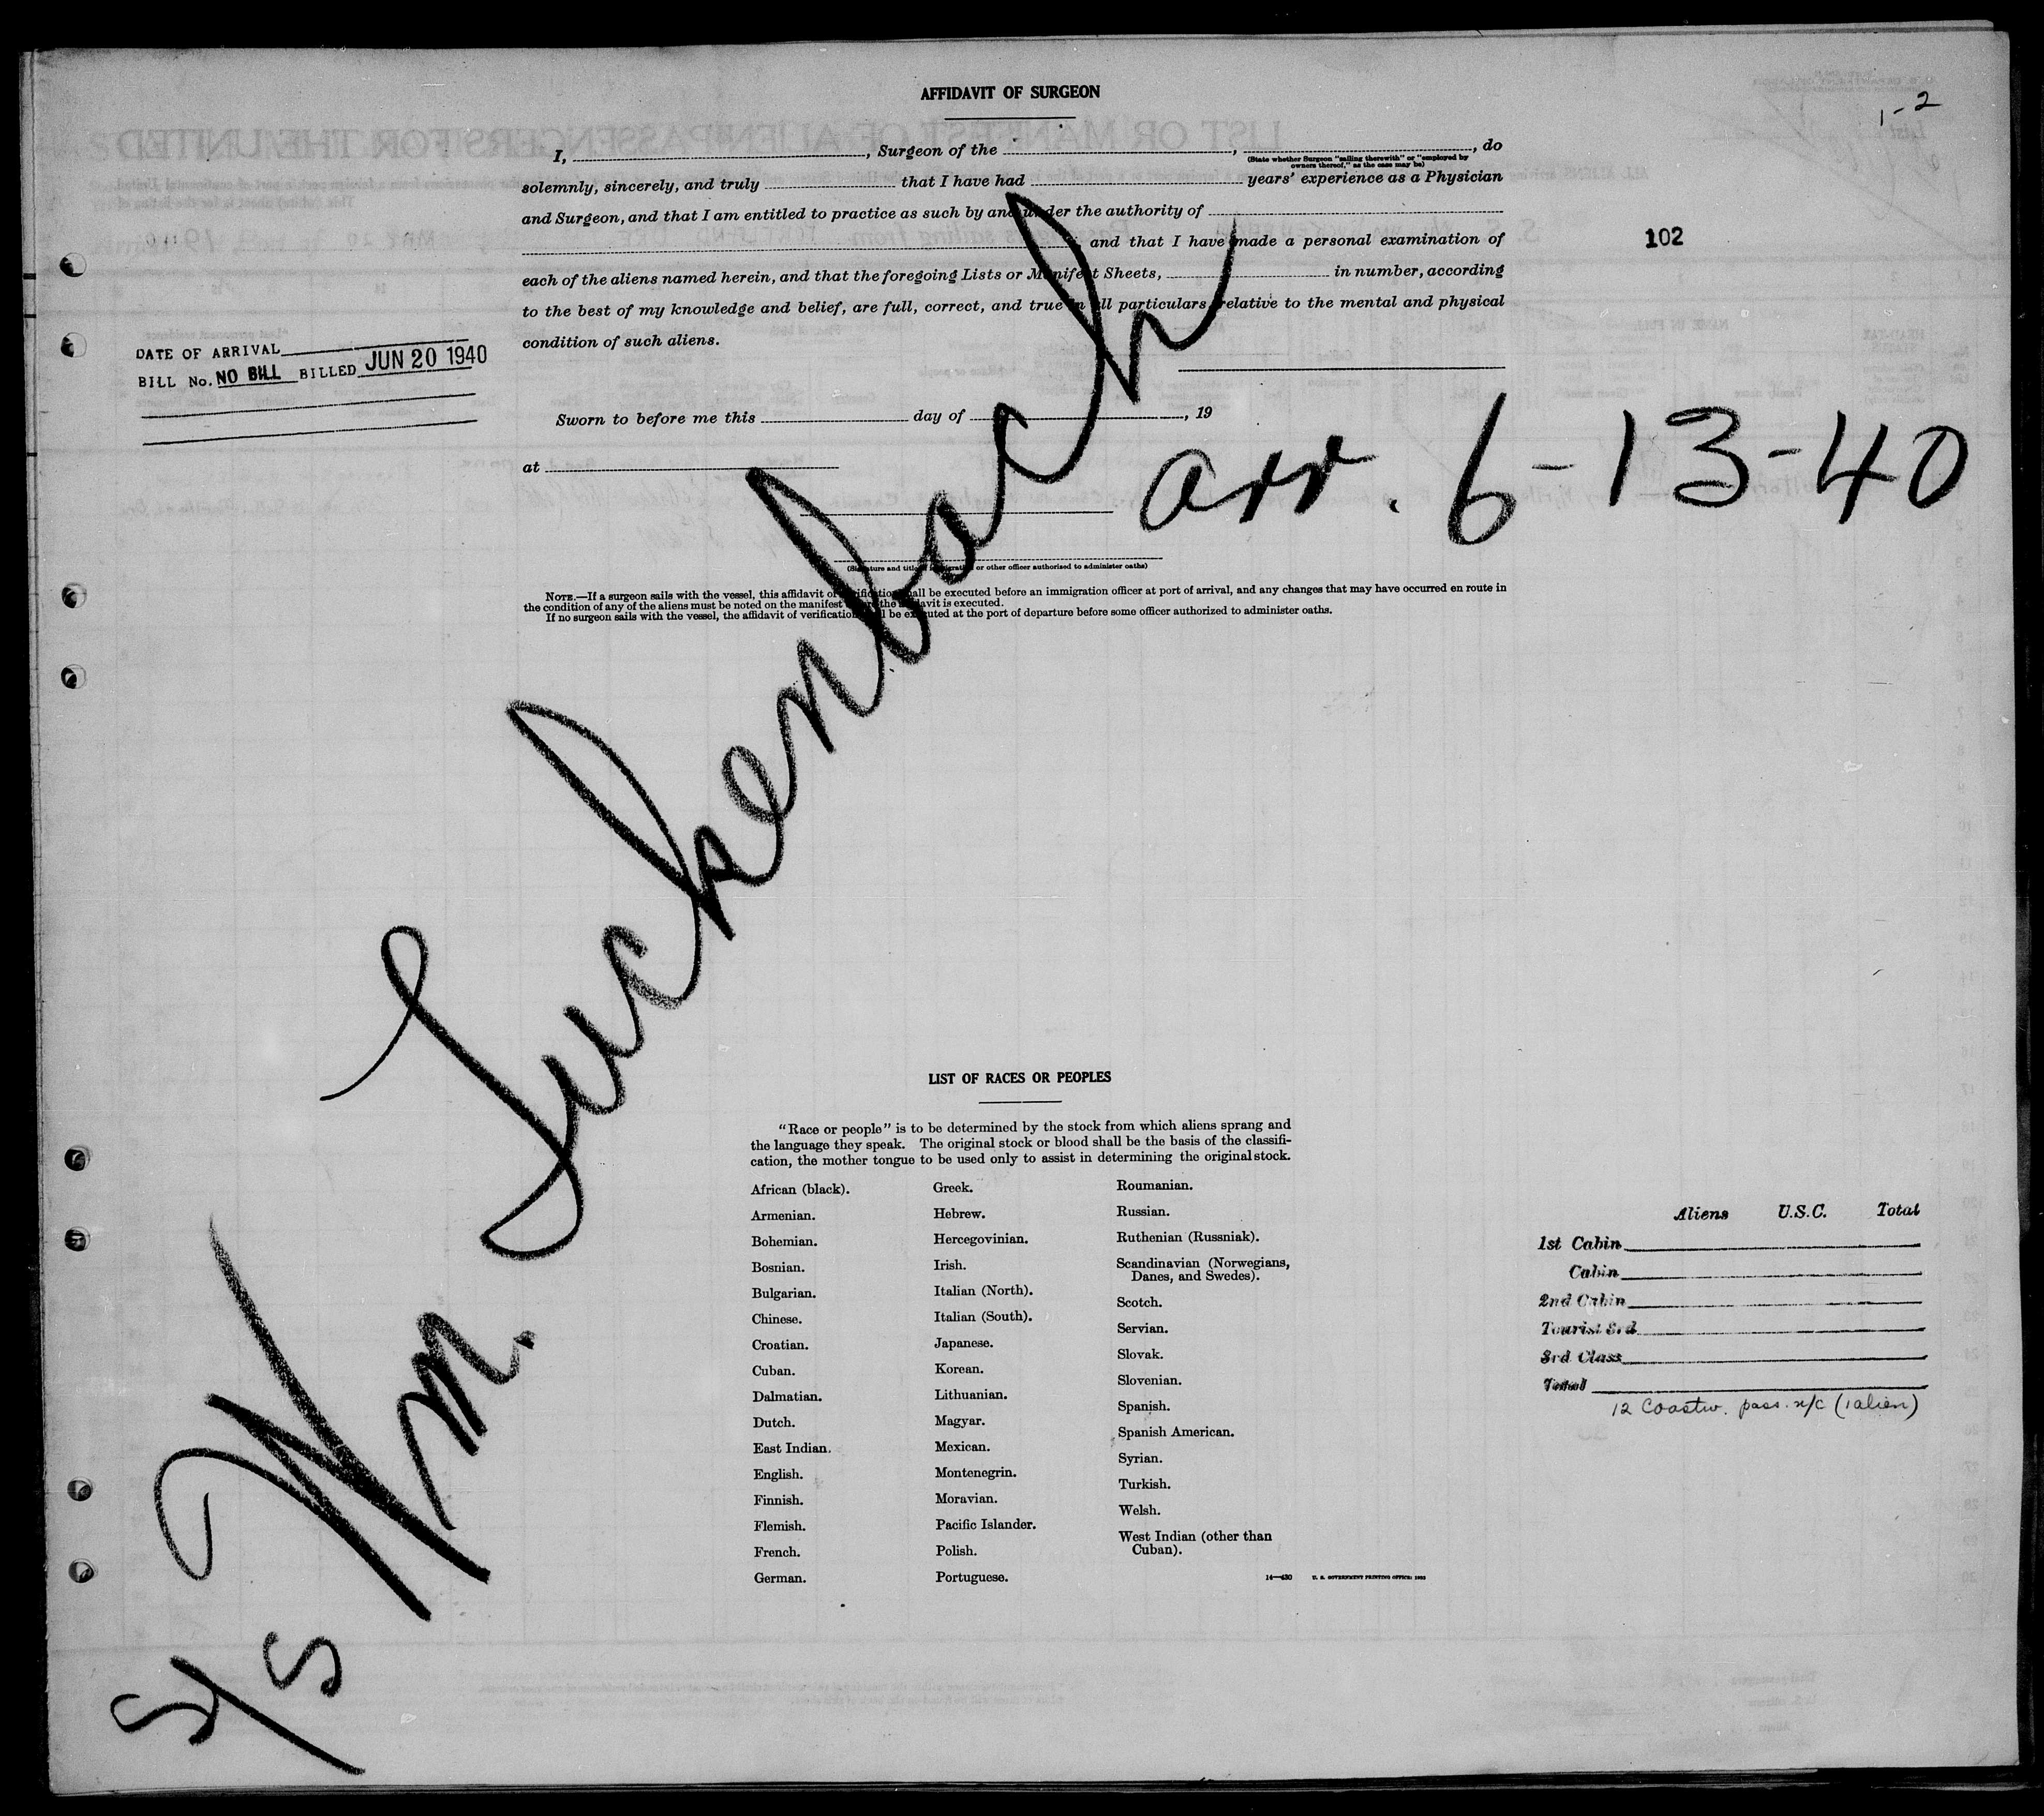 AFFIDAVIT OF SURGEON
1-2
I, , Surgeon of the , , do
(State whether Surgeon "sailing therewith" or "employed by
owners thereof," as the case may be)
solemnly, sincerely, and truly that I have had years' experience as a Physician
and Surgeon, and that I am entitled to practice as such by and under the authority of
, and that I have made a personal examination of
102
each of the aliens named herein, and that the foregoing Lists or Manifest Sheets, in number, according
to the best of my knowledge and belief, are full, correct, and true in all particulars relative to the mental and physical
condition of such aliens.
DATE OF ARRIVAL
BILL No. NO BILL BILLED JUN 20 1940
Sworn to before me this day of , 19
at
arr. 6-13-40
(Signature and title of immigration or other officer authorized to administer oaths)
NOTE.—If a surgeon sails with the vessel, this affidavit of verification shall be executed before an immigration officer at port of arrival, and any changes that may have occurred en route in
the condition of any of the aliens must be noted on the manifest before the affidavit is executed.
If no surgeon sails with the vessel, the affidavit of verification shall be executed at the port of departure before some officer authorized to administer oaths.
S/S Wm. Luckenbach
LIST OF RACES OR PEOPLES
"Race or people" is to be determined by the stock from which aliens sprang and
the language they speak. The original stock or blood shall be the basis of the classifi-
cation, the mother tongue to be used only to assist in determining the original stock.
African (black).
Armenian.
Bohemian.
Bosnian.
Bulgarian.
Chinese.
Croatian.
Cuban.
Dalmatian.
Dutch.
East Indian.
English.
Finnish.
Flemish.
French.
German.
Greek.
Hebrew.
Hercegovinian.
Irish.
Italian (North).
Italian (South).
Japanese.
Korean.
Lithuanian.
Magyar.
Mexican.
Montenegrin.
Moravian.
Pacific Islander.
Polish.
Portuguese.
Roumanian.
Russian.
Ruthenian (Russniak).
Scandinavian (Norwegians,
Danes, and Swedes).
Scotch.
Servian.
Slovak.
Slovenian.
Spanish.
Spanish American.
Syrian.
Turkish.
Welsh.
West Indian (other than
Cuban).
14—430 U. S. GOVERNMENT PRINTING OFFICE:
Aliens U.S.C. Total
1st Cabin
Cabin
2nd Cabin
Tourist 3rd
3rd Class
Total
12 Coastw. pass. n/c (1 alien)